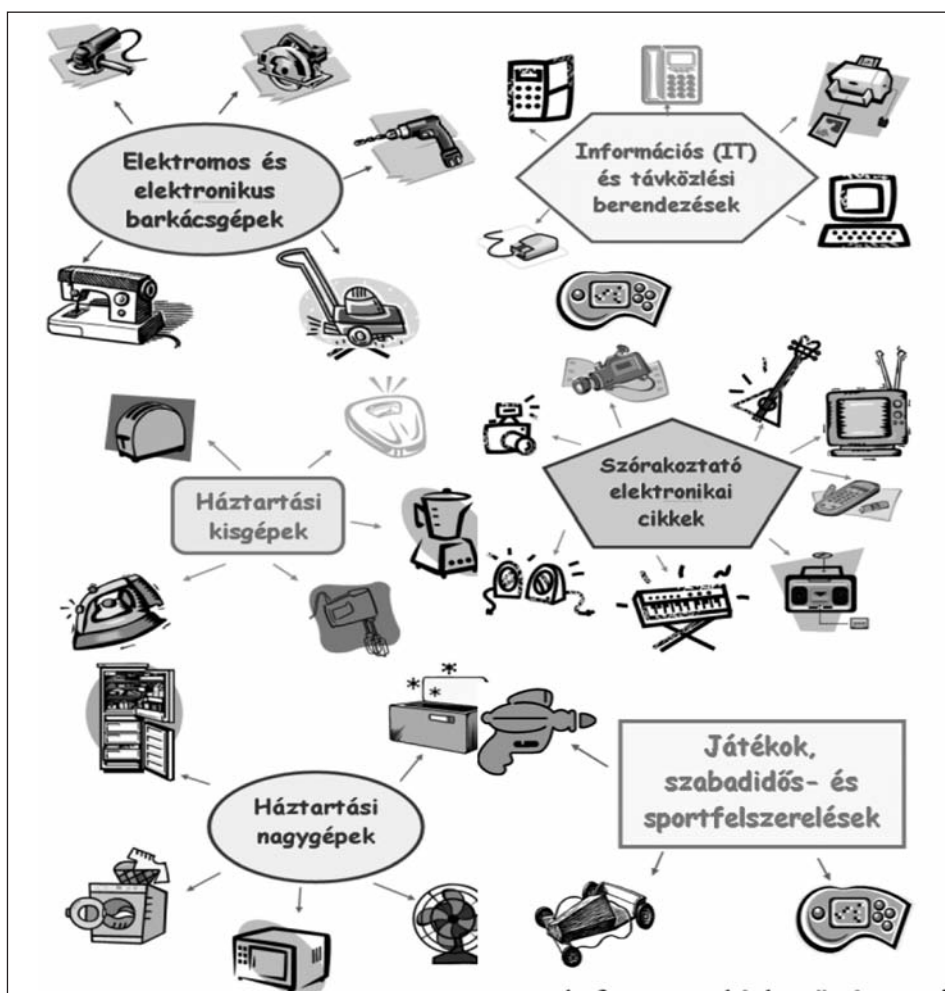 Elektromos és
elektronikus
barkácsgépek
Információs (IT)
és távközlési
berendezések
Háztartási
kisgépek
Szórakoztató
elektronikai
cikkek
Háztartási
nagygépek
Játékok,
szabadidős- és
sportfelszerelések